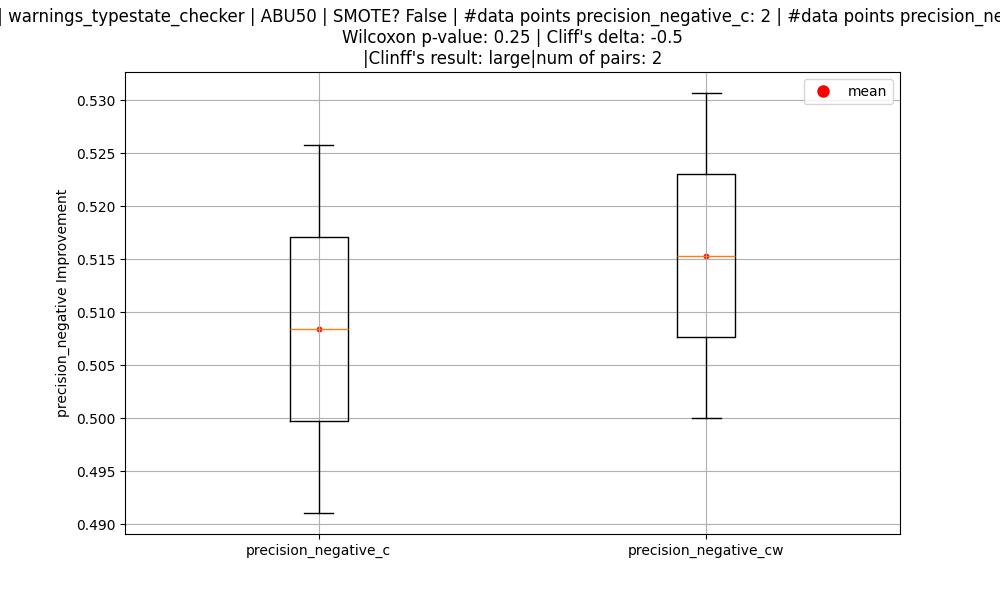 | warnings_typestate_checker | ABU50 | SMOTE? False | #data points precision_negative_c: 2 | #data points
Wilcoxon p-value: 0.25 | Cliff's delta: -0.5
|Clinff's result: large|num of pairs: 2
mean
0.530
0.525
0.520
0.515
0.510
0.505
0.500
0.495
0.490
precision_negative Improvement
precision_negative_c
precision_negative_cw